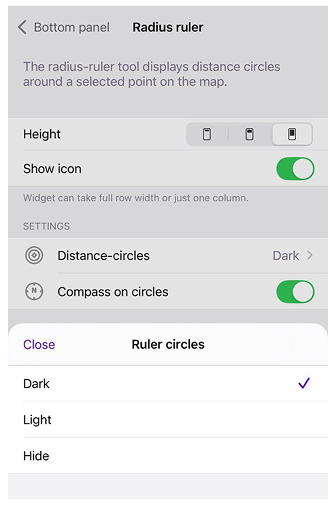 Bottom panel
Radius ruler
The radius-ruler tool displays distance circles
around a selected point on the map.
Height
Show icon
Widget can take full row width or just one column.
SETTINGS
Distance-circles Dark
N
Compass on circles
Close Ruler circles
Dark
Light
Hide